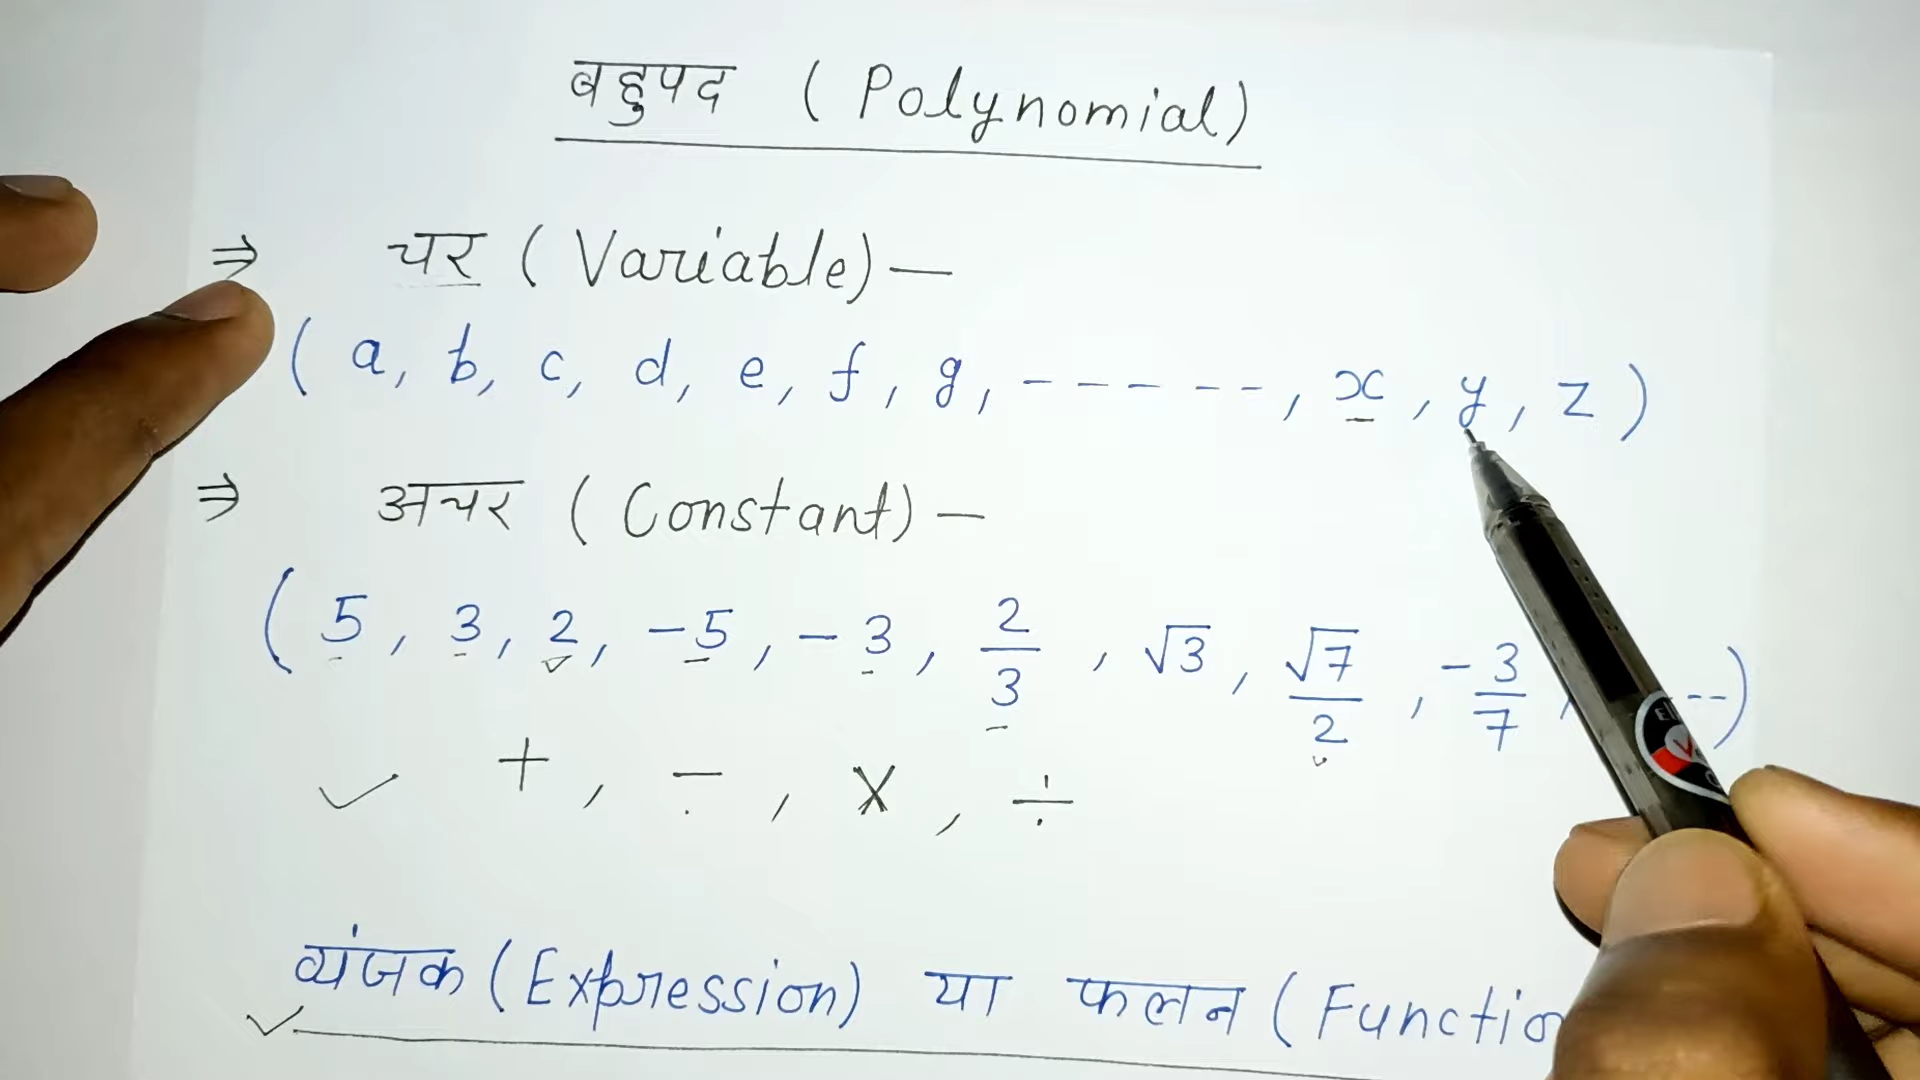 बहुपद ( Polynomial )
⇒ चर ( Variable ) —
( a, b, c, d, e, f, g, - - - - - -, x, y, z )
⇒ अचर ( Constant ) —
( 5, 3, 2, -5, -3, 2/3, √3, √7/2, -3/7, --)
✓ +, -, ×, ÷
व्यंजक (Expression) या फलन ( Functio